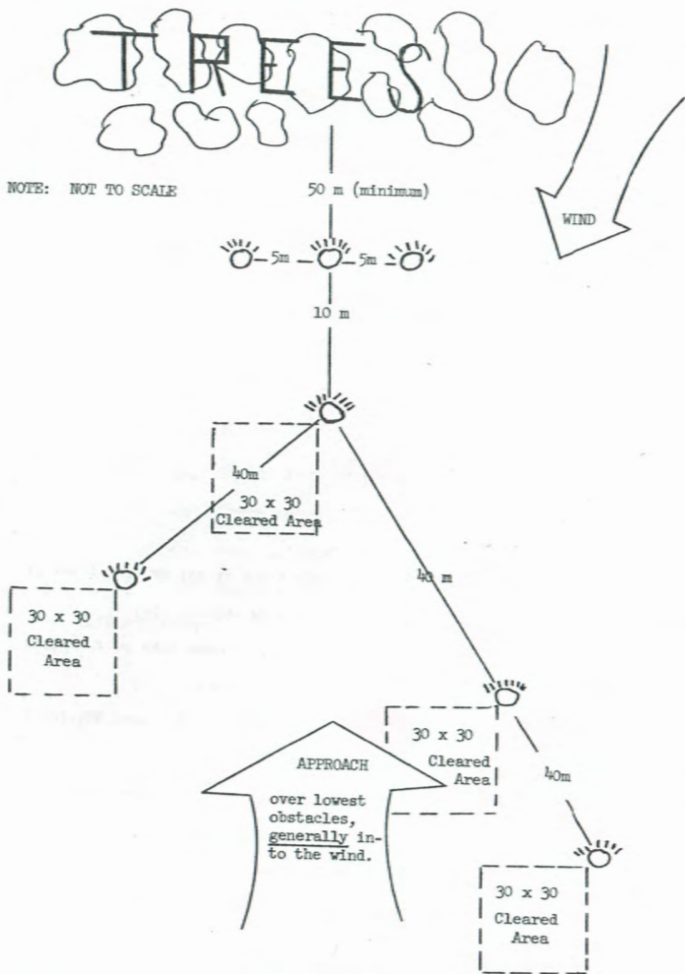 TREES
NOTE: NOT TO SCALE
50 m (minimum)
WIND
5m
5m
10 m
40m
30 x 30
Cleared Area
40 m
30 x 30
Cleared
Area
30 x 30
Cleared
Area
40m
APPROACH
over lowest
obstacles,
generally in-
to the wind.
30 x 30
Cleared
Area